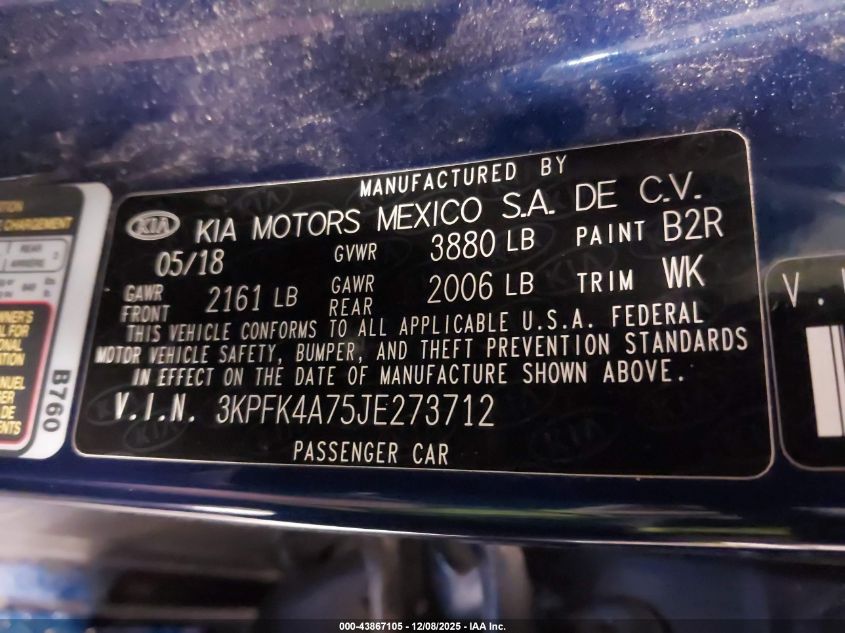 MANUFACTURED BY
KIA KIA MOTORS MEXICO S.A. DE C.V.
05/18 GVWR 3880 LB PAINT B2R
GAWR FRONT 2161 LB GAWR REAR 2006 LB TRIM WK
THIS VEHICLE CONFORMS TO ALL APPLICABLE U.S.A. FEDERAL
MOTOR VEHICLE SAFETY, BUMPER, AND THEFT PREVENTION STANDARDS
IN EFFECT ON THE DATE OF MANUFACTURE SHOWN ABOVE.
V.I.N. 3KPFK4A75JE273712
PASSENGER CAR
CHARGEMENT
REAR
B760
V.
000-43867105 - 12/08/2025 - IAA Inc.